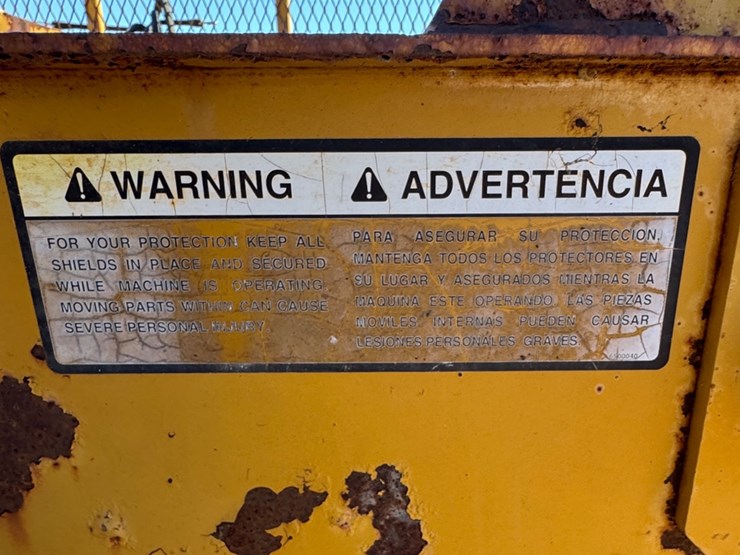 WARNING
FOR YOUR PROTECTION KEEP ALL
SHIELDS IN PLACE AND SECURED
WHILE MACHINE IS OPERATING
MOVING PARTS WITHIN CAN CAUSE
SEVERE PERSONAL INJURY
ADVERTENCIA
PARA ASEGURAR SU PROTECCION,
MANTENGA TODOS LOS PROTECTORES EN
SU LUGAR Y ASEGURADOS MIENTRAS LA
MAQUINA ESTE OPERANDO LAS PIEZAS
MOVILES INTERNAS PUEDEN CAUSAR
LESIONES PERSONALES GRAVES